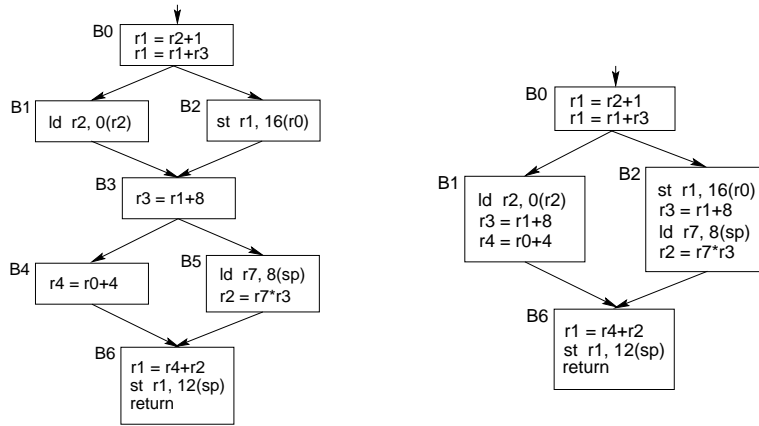 B0
r1 = r2+1
r1 = r1+r3
B1
ld r2, 0(r2)
B2
st r1, 16(r0)
B3
r3 = r1+8
B4
r4 = r0+4
B5
ld r7, 8(sp)
r2 = r7*r3
B6
r1 = r4+r2
st r1, 12(sp)
return
B0
r1 = r2+1
r1 = r1+r3
B1
ld r2, 0(r2)
r3 = r1+8
r4 = r0+4
B2
st r1, 16(r0)
r3 = r1+8
ld r7, 8(sp)
r2 = r7*r3
B6
r1 = r4+r2
st r1, 12(sp)
return